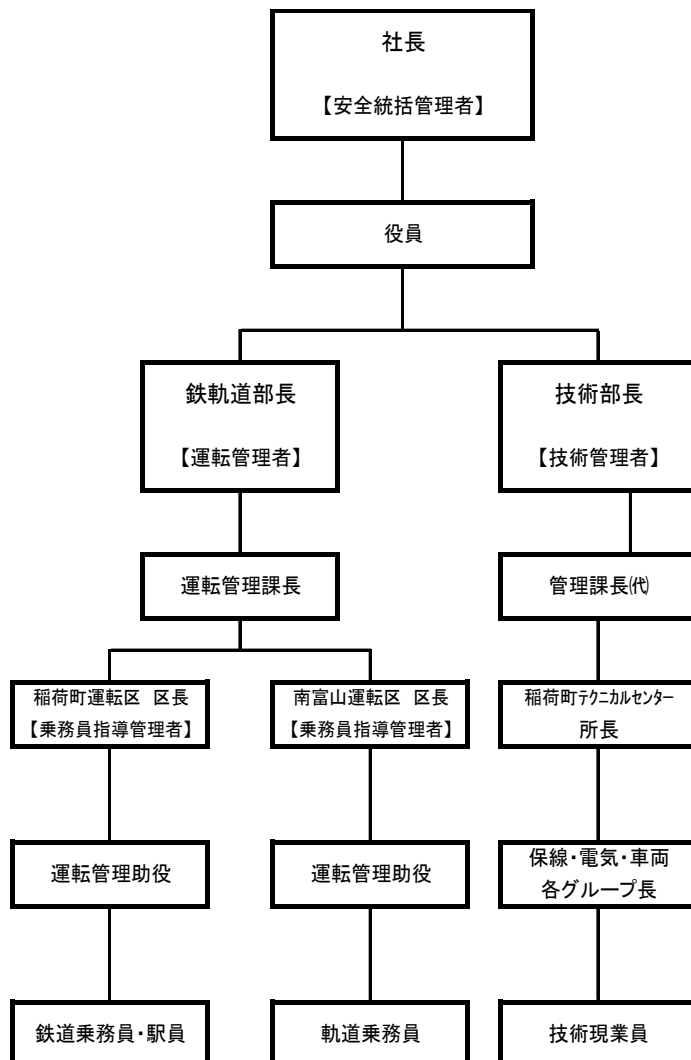 社長
【安全統括管理者】
役員
鉄軌道部長
【運転管理者】
技術部長
【技術管理者】
運転管理課長
管理課長(代)
稲荷町運転区 区長
【乗務員指導管理者】
南富山運転区 区長
【乗務員指導管理者】
稲荷町テクニカルセンター
所長
運転管理助役
運転管理助役
保線・電気・車両
各グループ長
鉄道乗務員・駅員
軌道乗務員
技術現業員